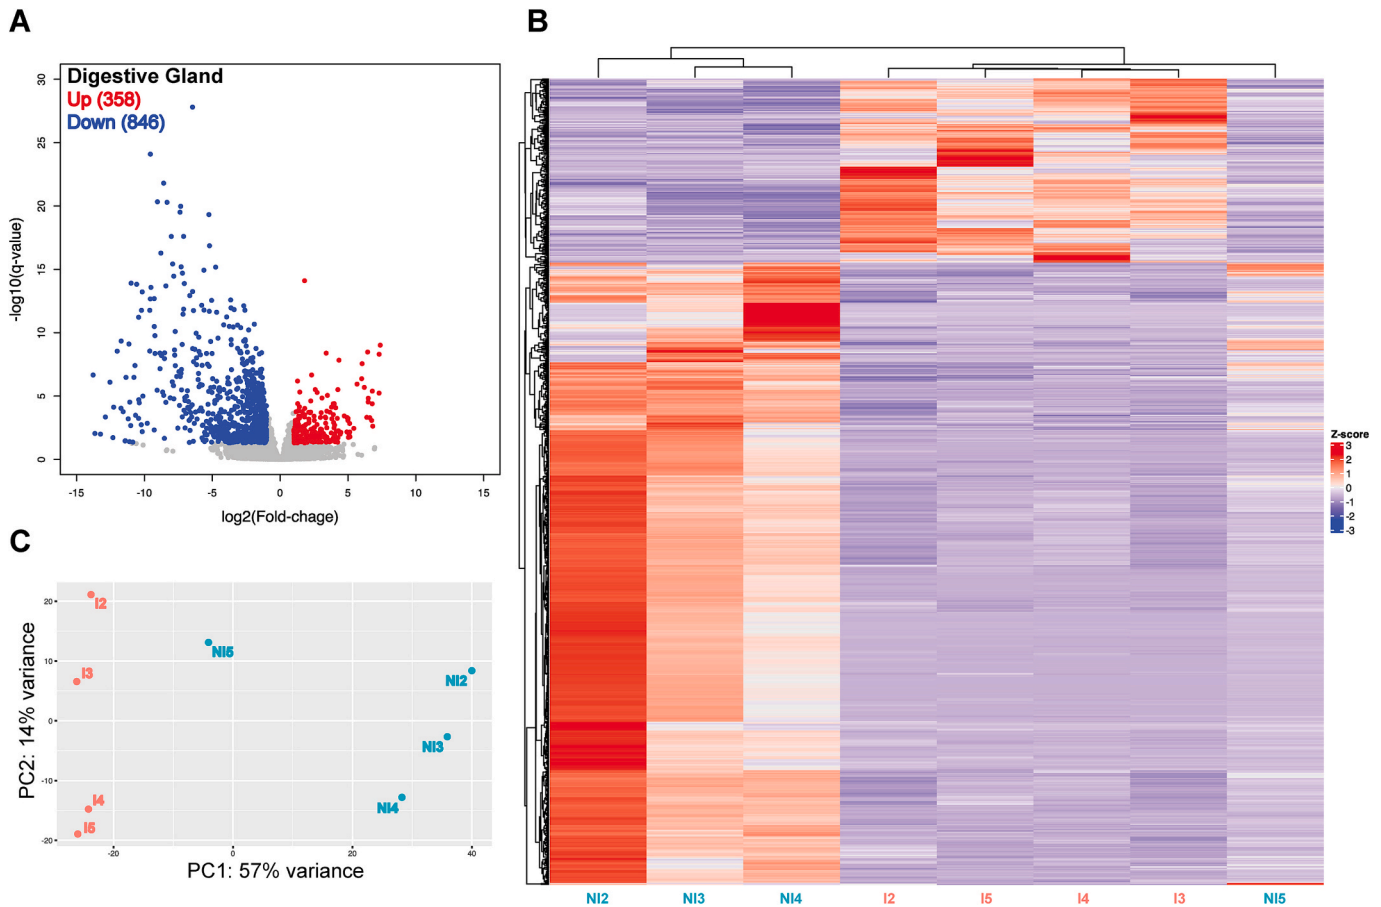 A
Digestive Gland
Up (358)
Down (846)
30
25
20
15
10
5
0
-log10(q-value)
-15
-10
-5
0
5
10
15
log2(Fold-chage)
B
Z-score
3
2
1
0
-1
-2
-3
NI2
NI3
NI4
I2
I5
I4
I3
NI5
C
20
10
0
-10
-20
PC2: 14% variance
I2
NI5
I3
NI2
NI3
I4
NI4
I5
-20
0
20
40
PC1: 57% variance